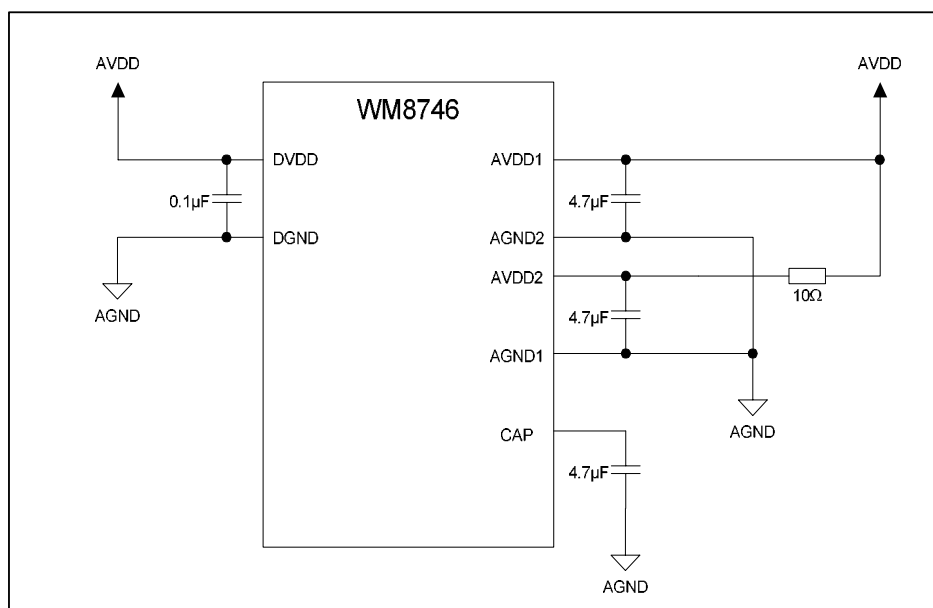 AVDD
AVDD
WM8746
DVDD
AVDD1
0.1µF
4.7µF
DGND
AGND2
AVDD2
10Ω
AGND
4.7µF
AGND1
AGND
CAP
4.7µF
AGND